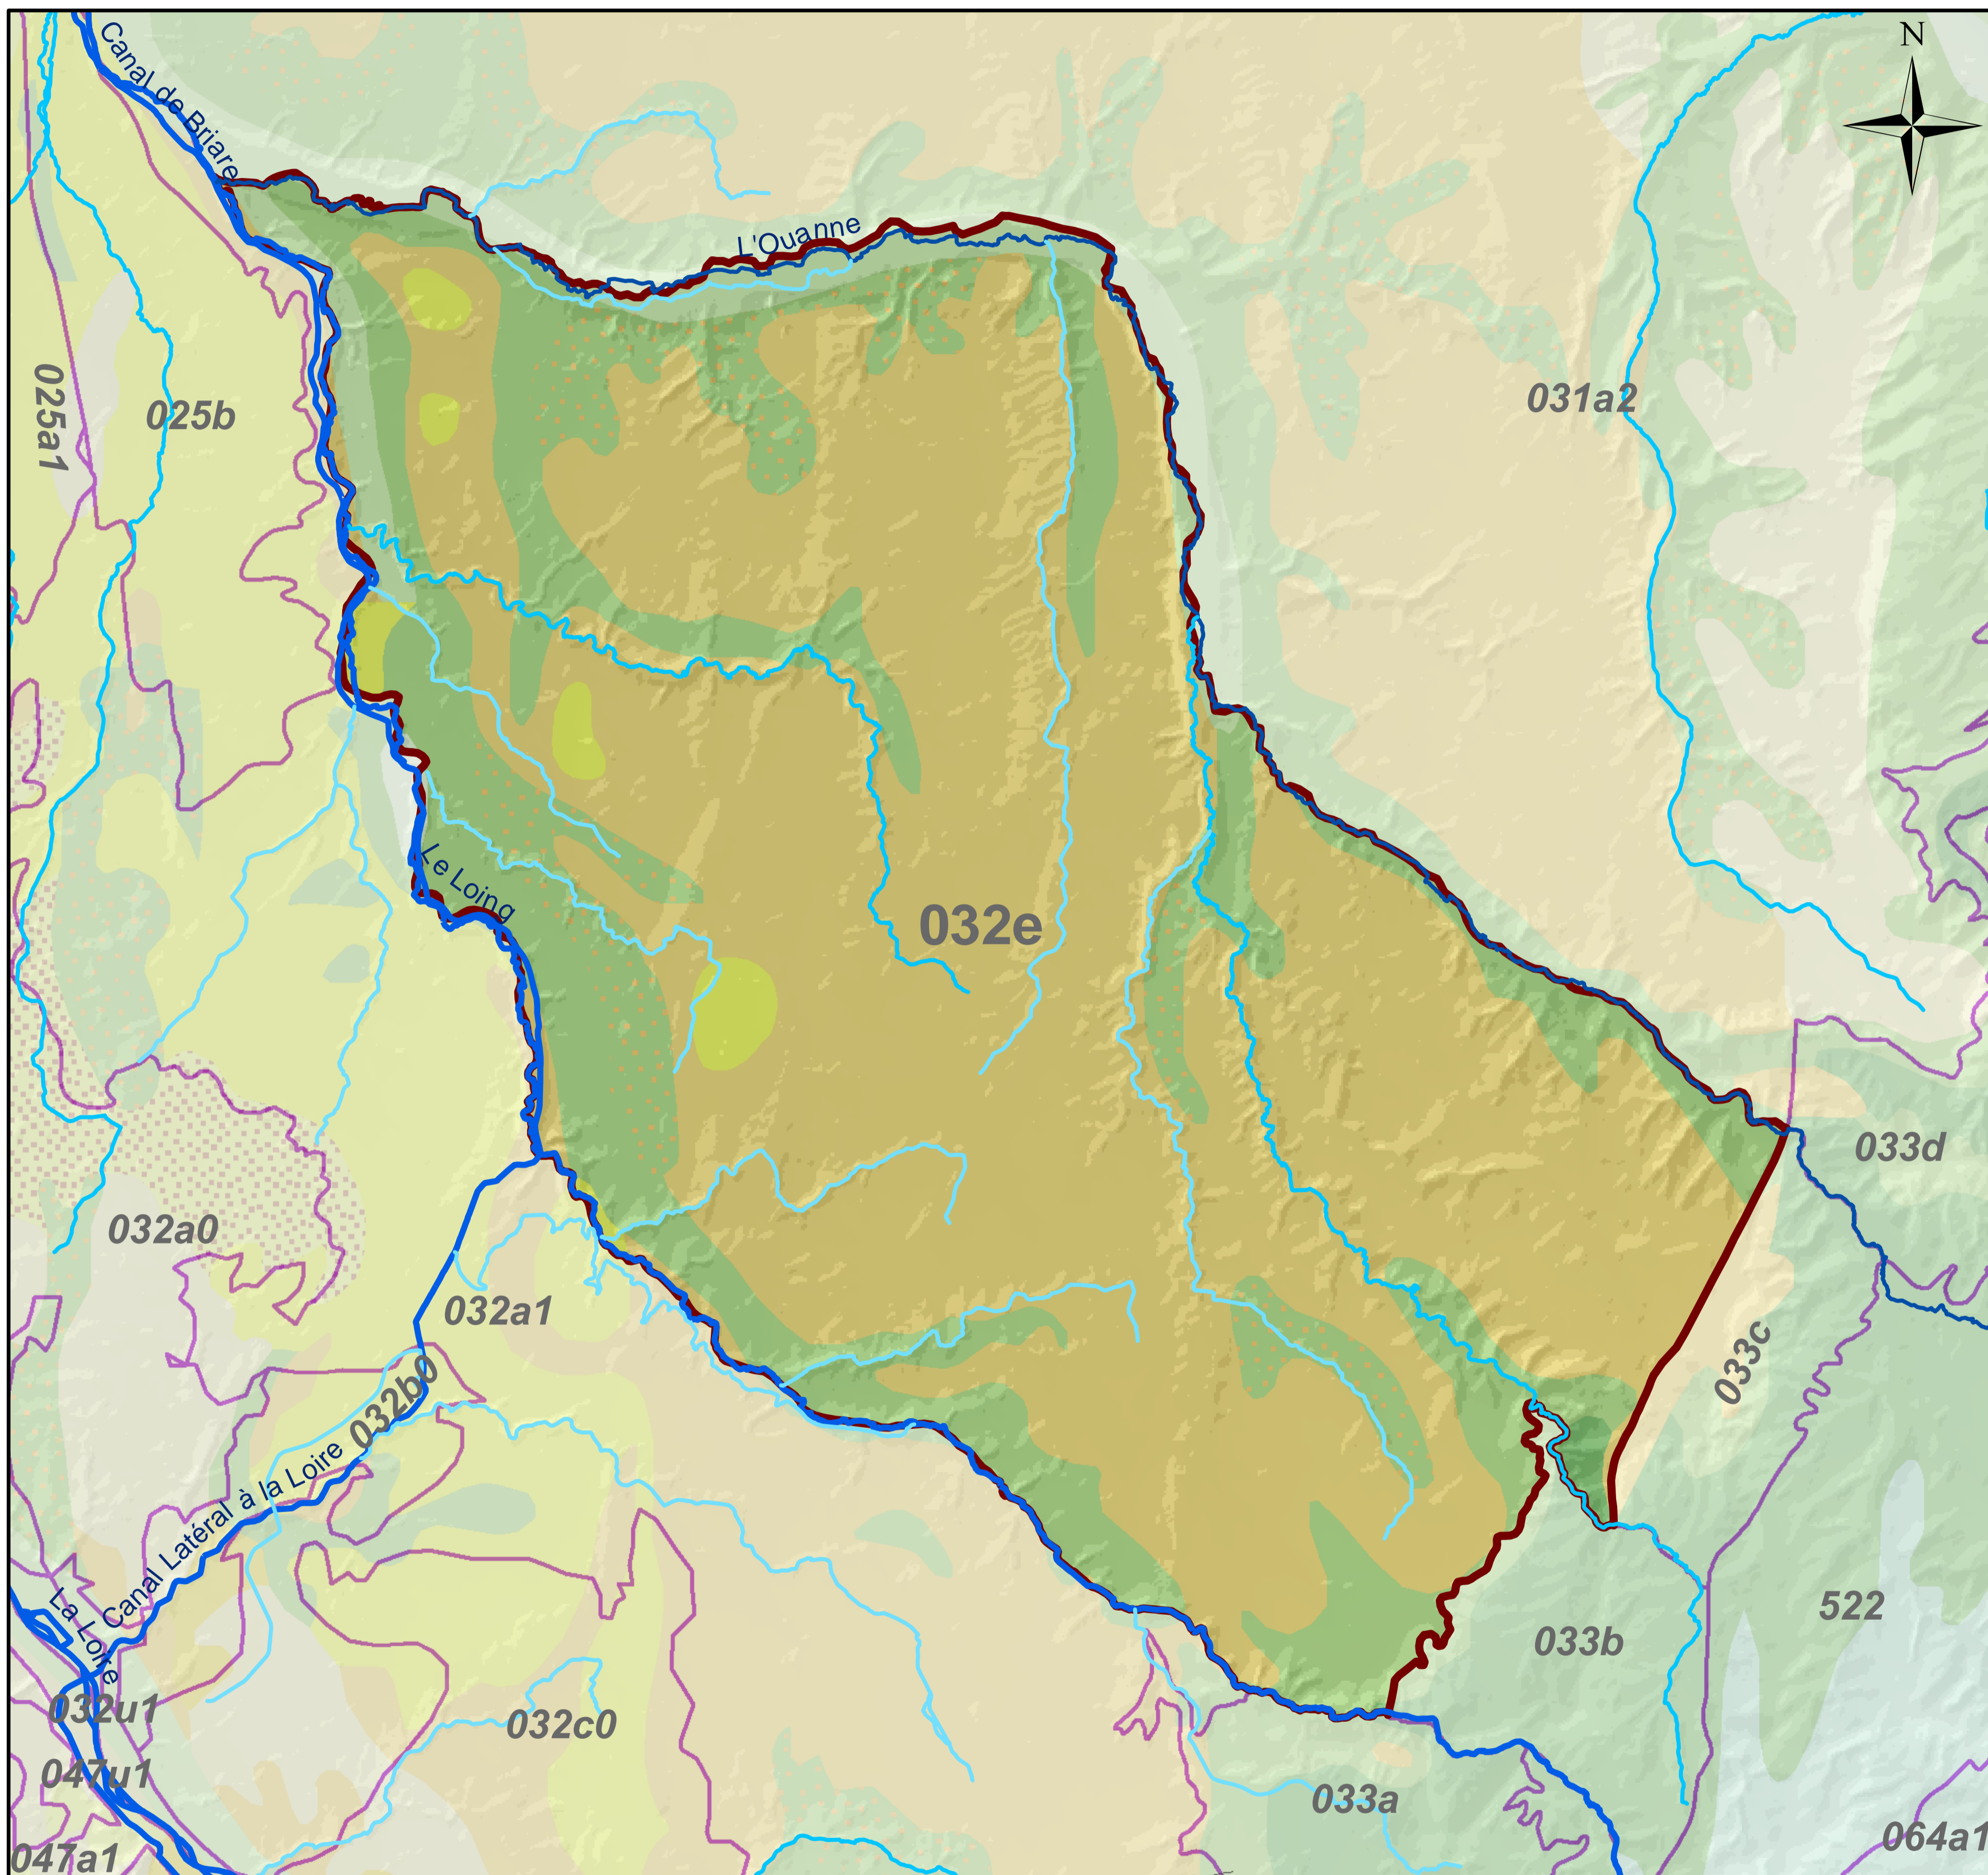 N
Canal de Briare
L'Ouanne
025a1
025b
031a2
Le Loing
032e
033d
032a0
032a1
033c
032b0
Canal Latéral à la Loire
La Loire
522
033b
032u1
032c0
047u1
033a
064a1
047a1